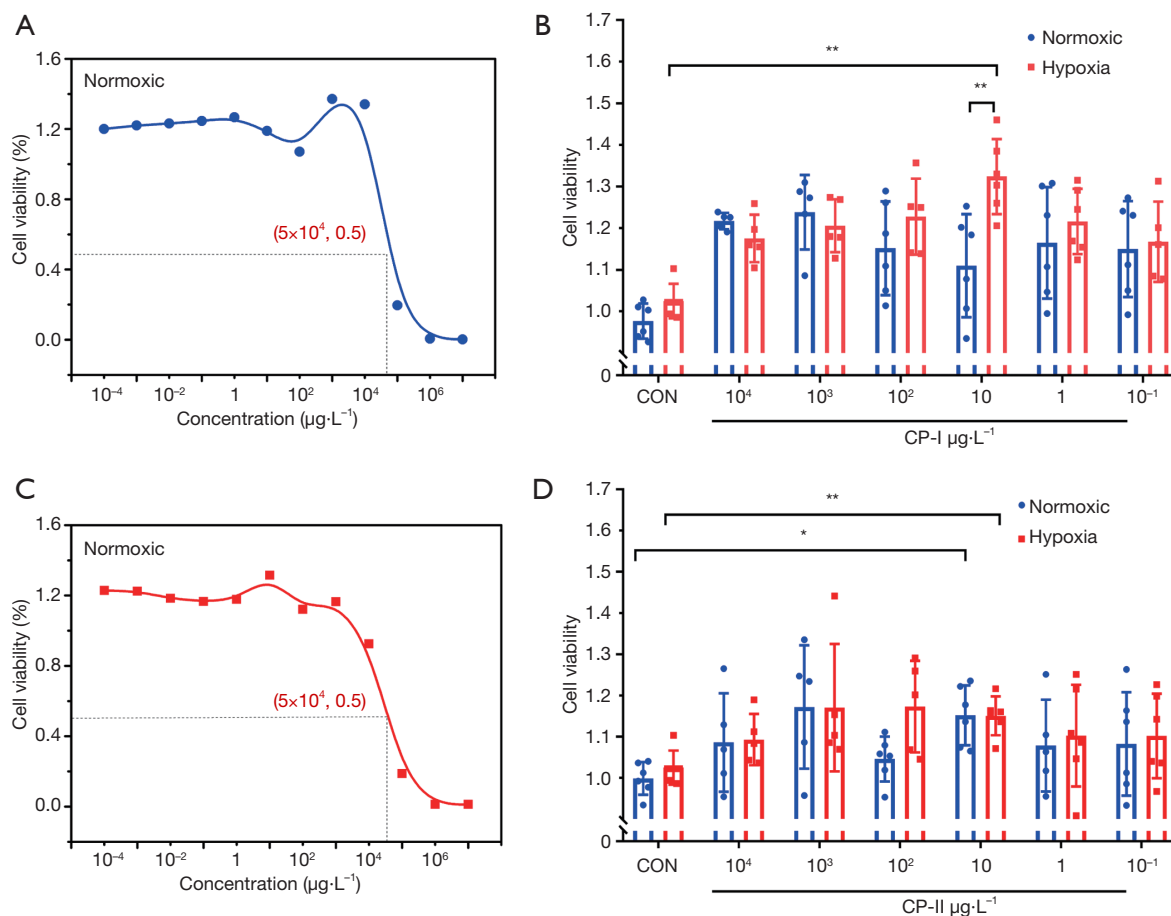 A
1.6
1.2
0.8
0.4
0.0
Cell viability (%)
Normoxic
(5×10⁴, 0.5)
10⁻⁴ 10⁻² 1 10² 10⁴ 10⁶
Concentration (µg·L⁻¹)
B
1.7
1.6
1.5
1.4
1.3
1.2
1.1
1.0
0
Cell viability
Normoxic
Hypoxia
**
**
CON 10⁴ 10³ 10² 10 1 10⁻¹
CP-I µg·L⁻¹
C
1.6
1.2
0.8
0.4
0.0
Cell viability (%)
Normoxic
(5×10⁴, 0.5)
10⁻⁴ 10⁻² 1 10² 10⁴ 10⁶
Concentration (µg·L⁻¹)
D
1.7
1.6
1.5
1.4
1.3
1.2
1.1
1.0
0
Cell viability
Normoxic
Hypoxia
**
*
CON 10⁴ 10³ 10² 10 1 10⁻¹
CP-II µg·L⁻¹